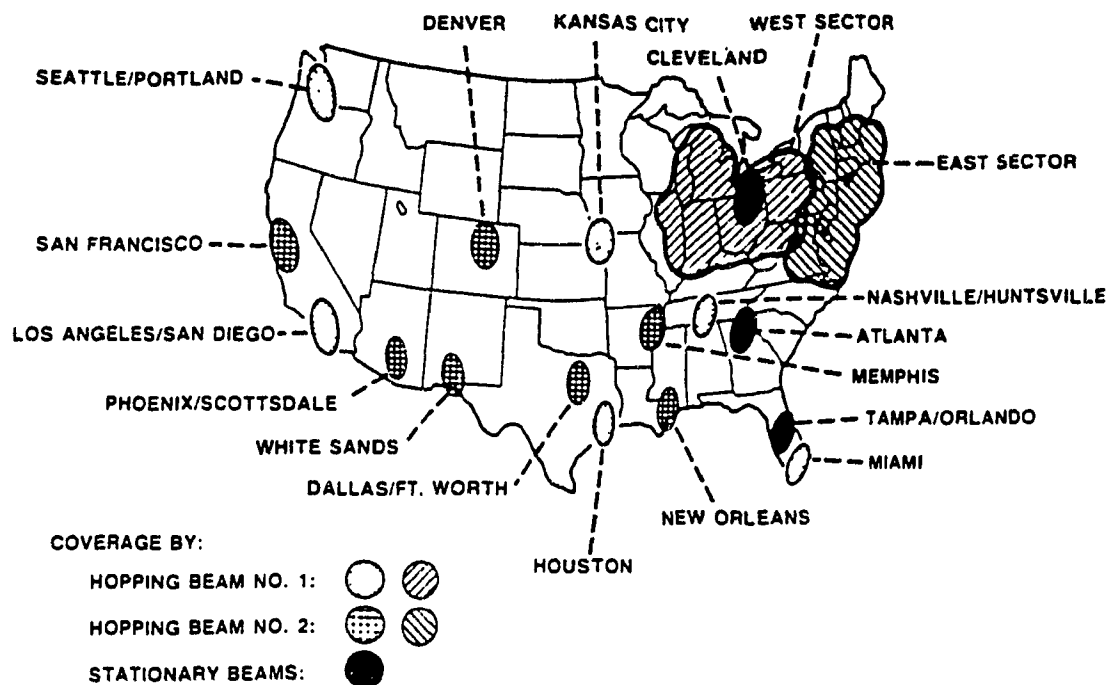 DENVER
KANSAS CITY
WEST SECTOR
CLEVELAND
SEATTLE/PORTLAND
EAST SECTOR
SAN FRANCISCO
NASHVILLE/HUNTSVILLE
LOS ANGELES/SAN DIEGO
ATLANTA
MEMPHIS
PHOENIX/SCOTTSDALE
TAMPA/ORLANDO
WHITE SANDS
MIAMI
DALLAS/FT. WORTH
NEW ORLEANS
HOUSTON
COVERAGE BY:
HOPPING BEAM NO. 1:
HOPPING BEAM NO. 2:
STATIONARY BEAMS: